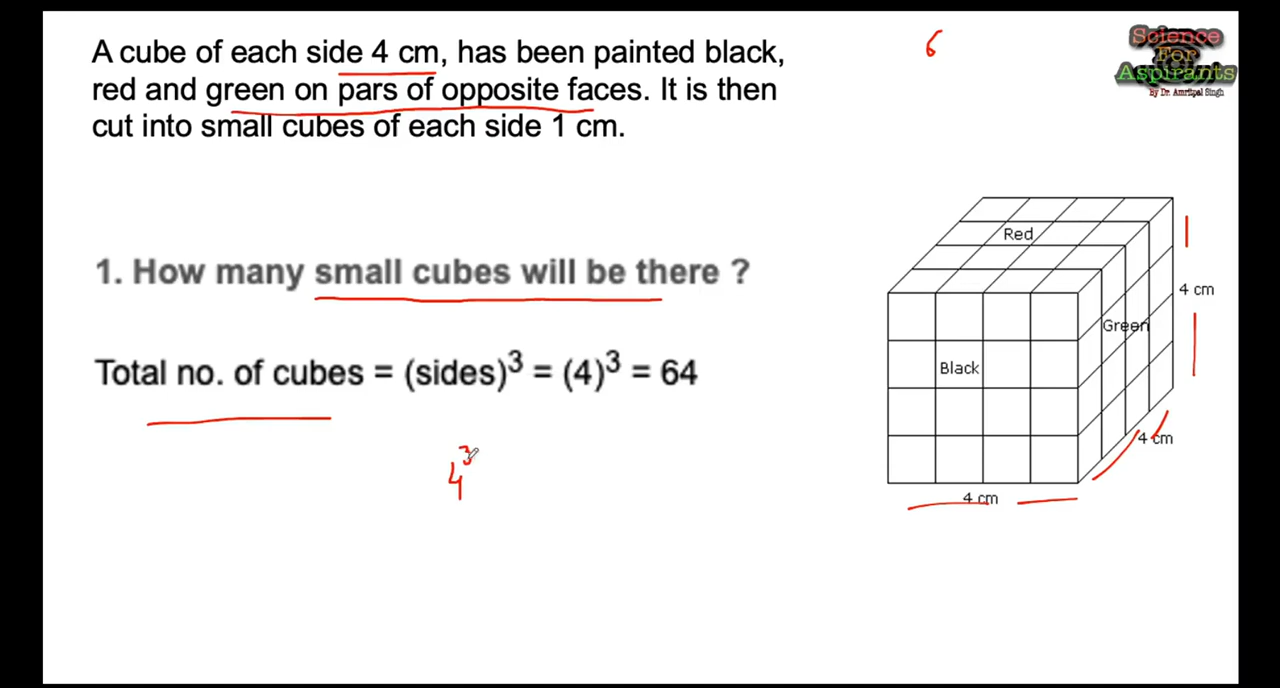 A cube of each side 4 cm, has been painted black,
red and green on pars of opposite faces. It is then
cut into small cubes of each side 1 cm.
6
Science
For
Aspirants
By Dr. Amritpal Singh
1. How many small cubes will be there ?
Total no. of cubes = (sides)³ = (4)³ = 64
4³
Red
4 cm
Green
Black
4 cm
4 cm